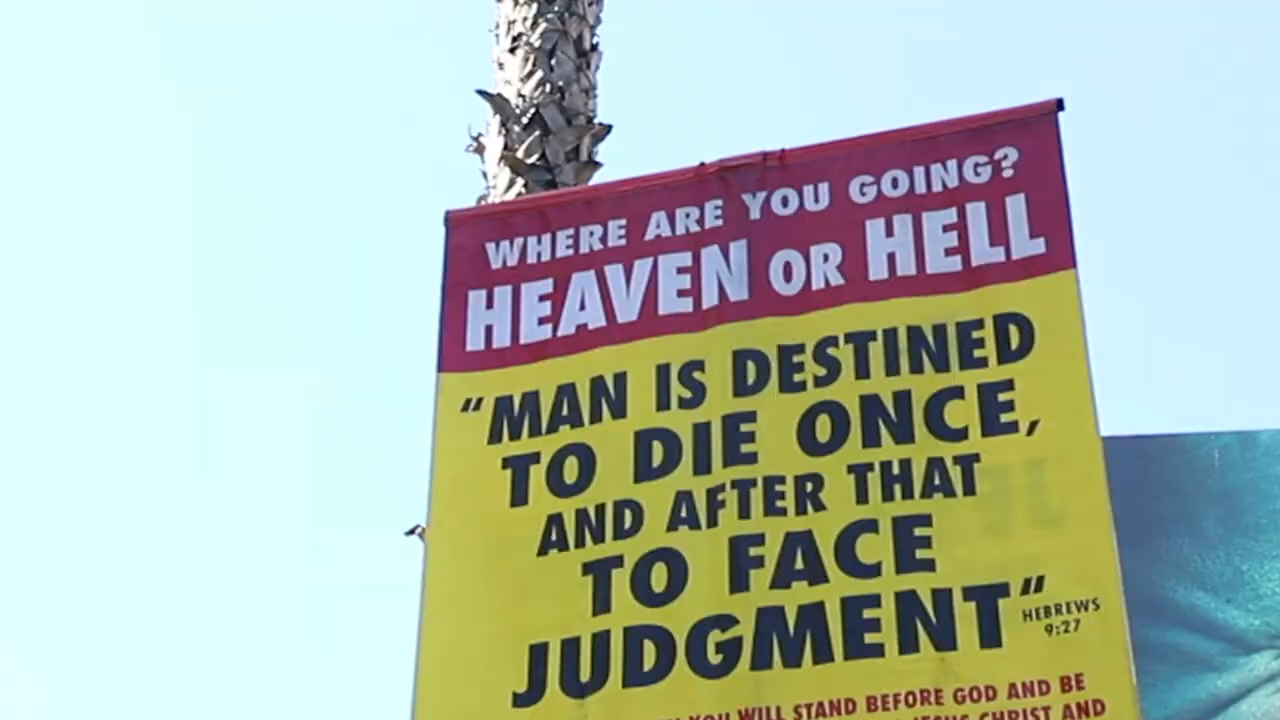 WHERE ARE YOU GOING?
HEAVEN OR HELL
"MAN IS DESTINED
TO DIE ONCE,
AND AFTER THAT
TO FACE
JUDGMENT"
HEBREWS
9:27
YOU WILL STAND BEFORE GOD AND BE
JESUS CHRIST AND